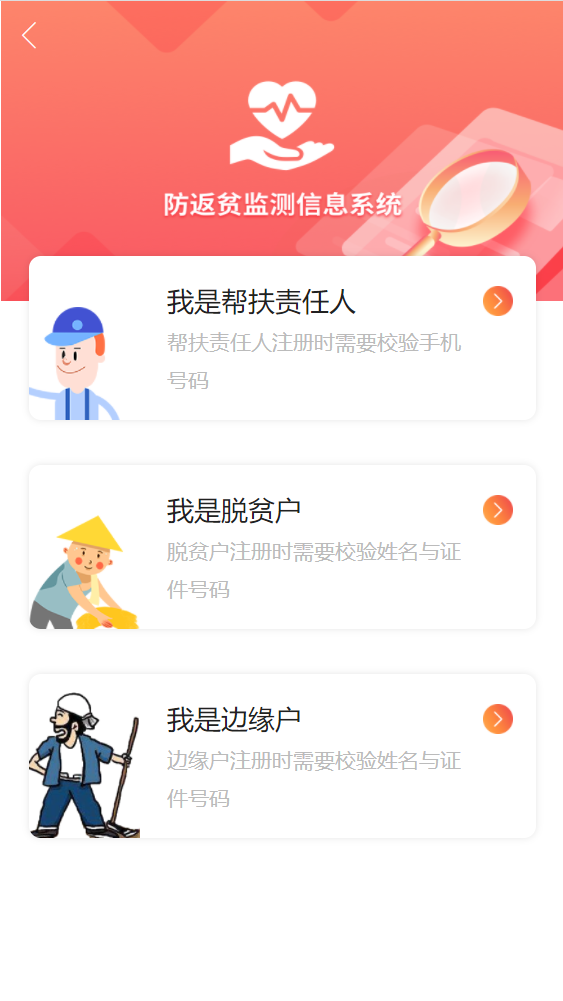 防返贫监测信息系统
我是帮扶责任人
帮扶责任人注册时需要校验手机
号码
我是脱贫户
脱贫户注册时需要校验姓名与证
件号码
我是边缘户
边缘户注册时需要校验姓名与证
件号码